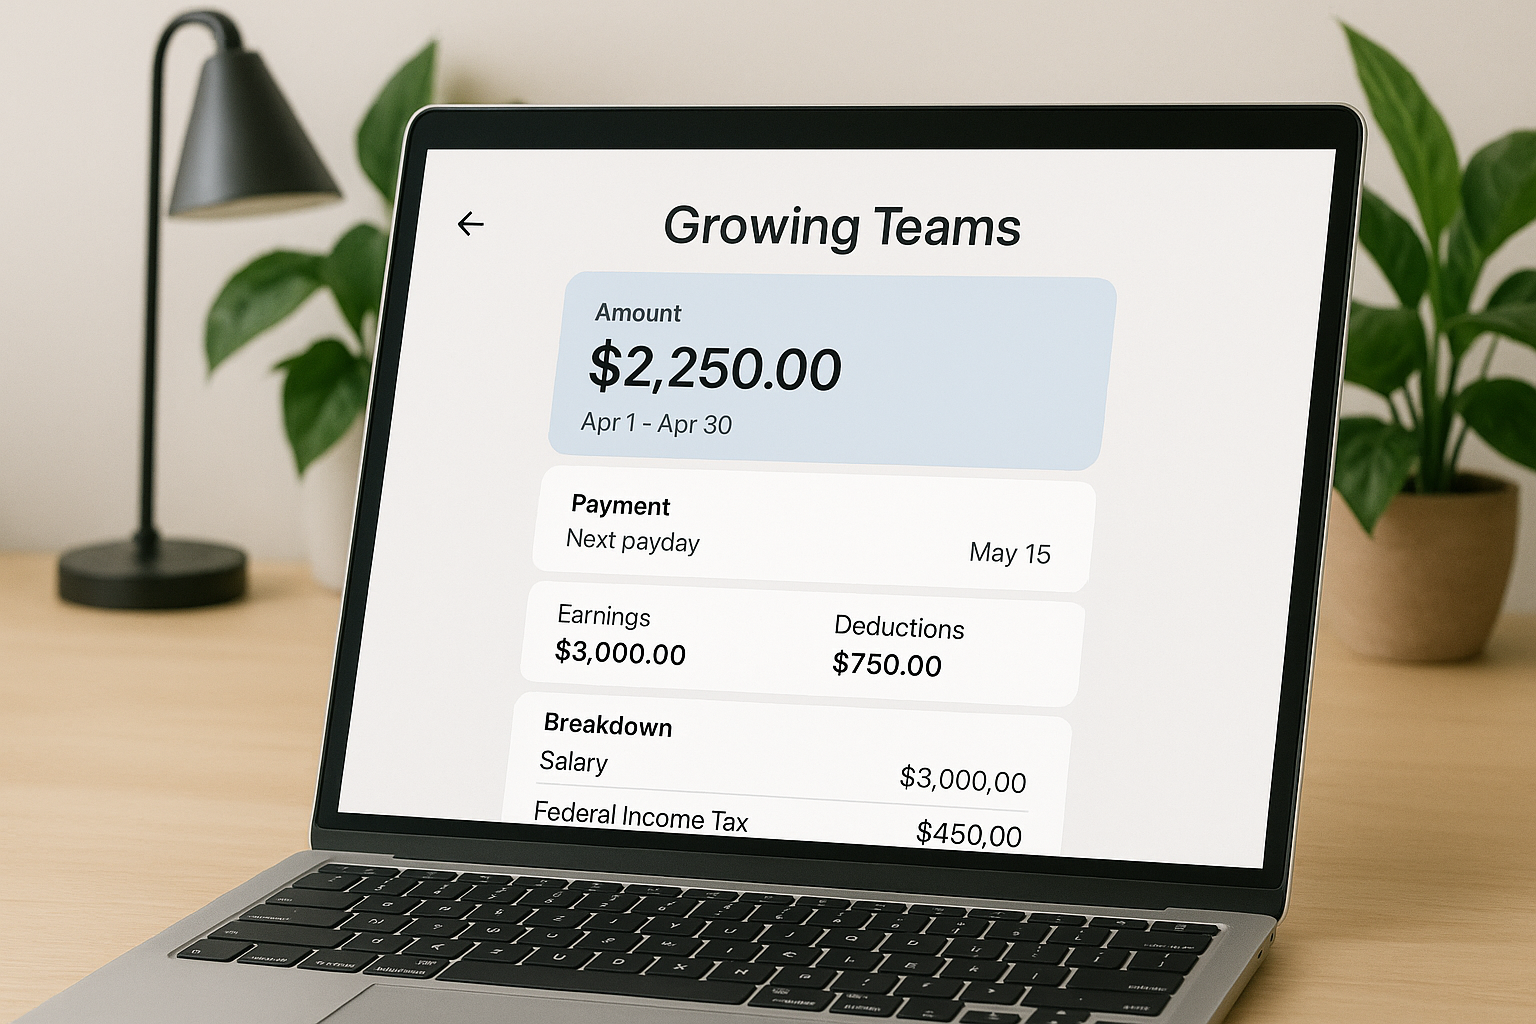 ←
Growing Teams
Amount
$2,250.00
Apr 1 - Apr 30
Payment
Next payday May 15
Earnings Deductions
$3,000.00 $750.00
Breakdown
Salary $3,000,00
Federal Income Tax $450,00